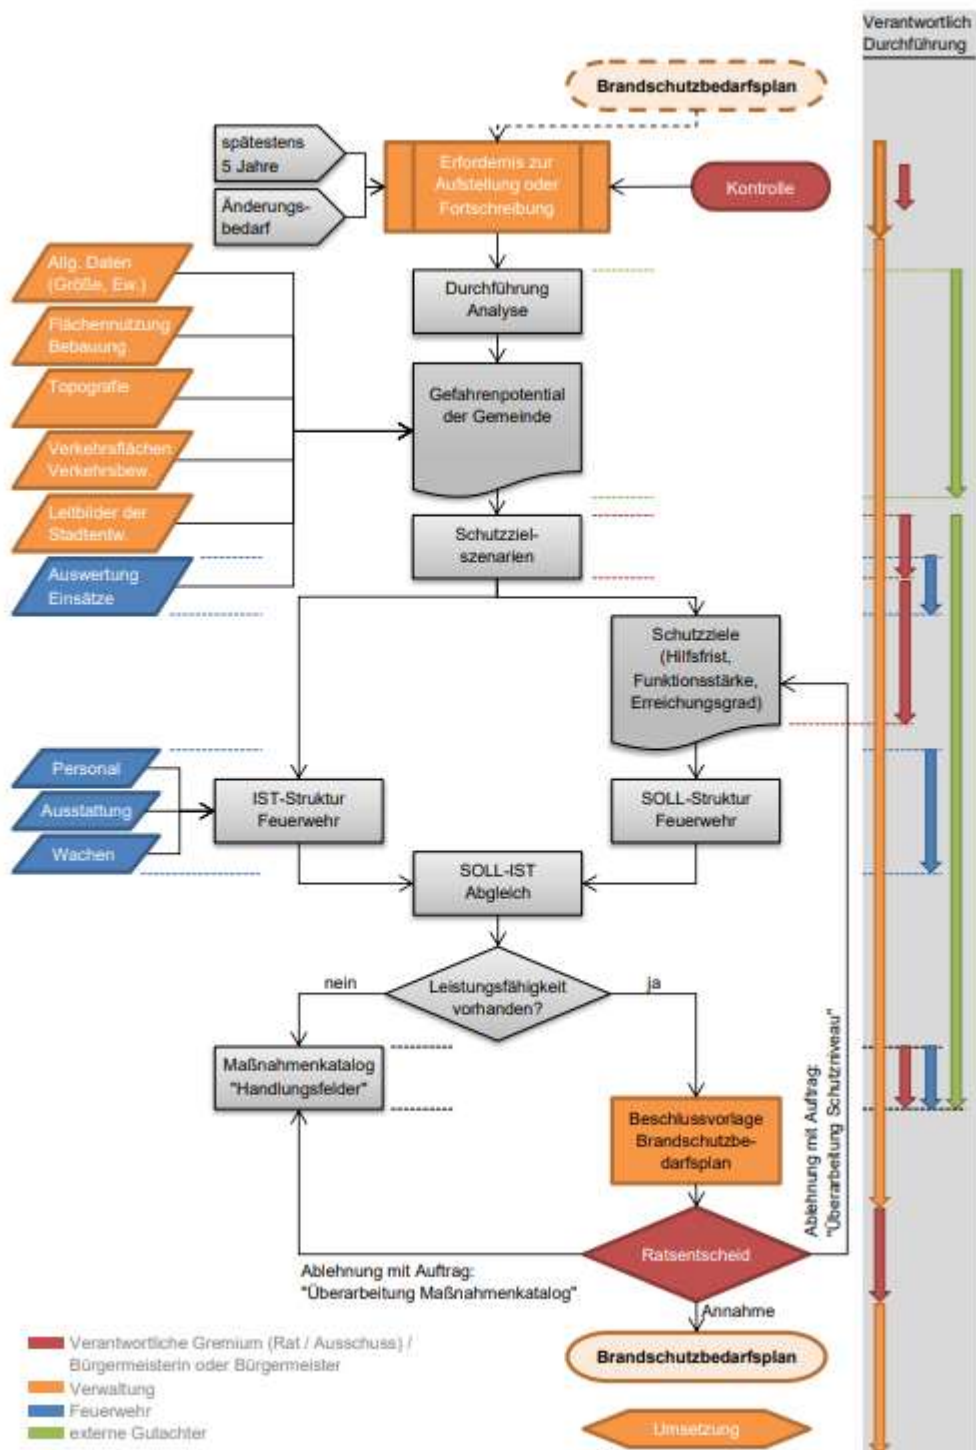 Verantwortlich
Durchführung
Brandschutzbedarfsplan
spätestens
5 Jahre
Änderungs-
bedarf
Erfordernis zur
Aufstellung oder
Fortschreibung
Kontrolle
Allg. Daten
(Größe, Ew.)
Flächennutzung
Bebauung
Topografie
Verkehrsflächen
Verkehrsbew.
Leitbilder der
Stadtentw.
Auswertung
Einsätze
Durchführung
Analyse
Gefahrenpotential
der Gemeinde
Schutzziel-
szenarien
Schutzziele
(Hilfsfrist,
Funktionsstärke,
Erreichungsgrad)
Personal
Ausstattung
Wachen
IST-Struktur
Feuerwehr
SOLL-Struktur
Feuerwehr
SOLL-IST
Abgleich
nein
Leistungsfähigkeit
vorhanden?
ja
Maßnahmenkatalog
"Handlungsfelder"
Beschlussvorlage
Brandschutzbe-
darfsplan
Ablehnung mit Auftrag:
"Überarbeitung Schutzniveau"
Ratsentscheid
Ablehnung mit Auftrag:
"Überarbeitung Maßnahmenkatalog"
Annahme
Brandschutzbedarfsplan
Umsetzung
Verantwortliche Gremium (Rat / Ausschuss) /
Bürgermeisterin oder Bürgermeister
Verwaltung
Feuerwehr
externe Gutachter